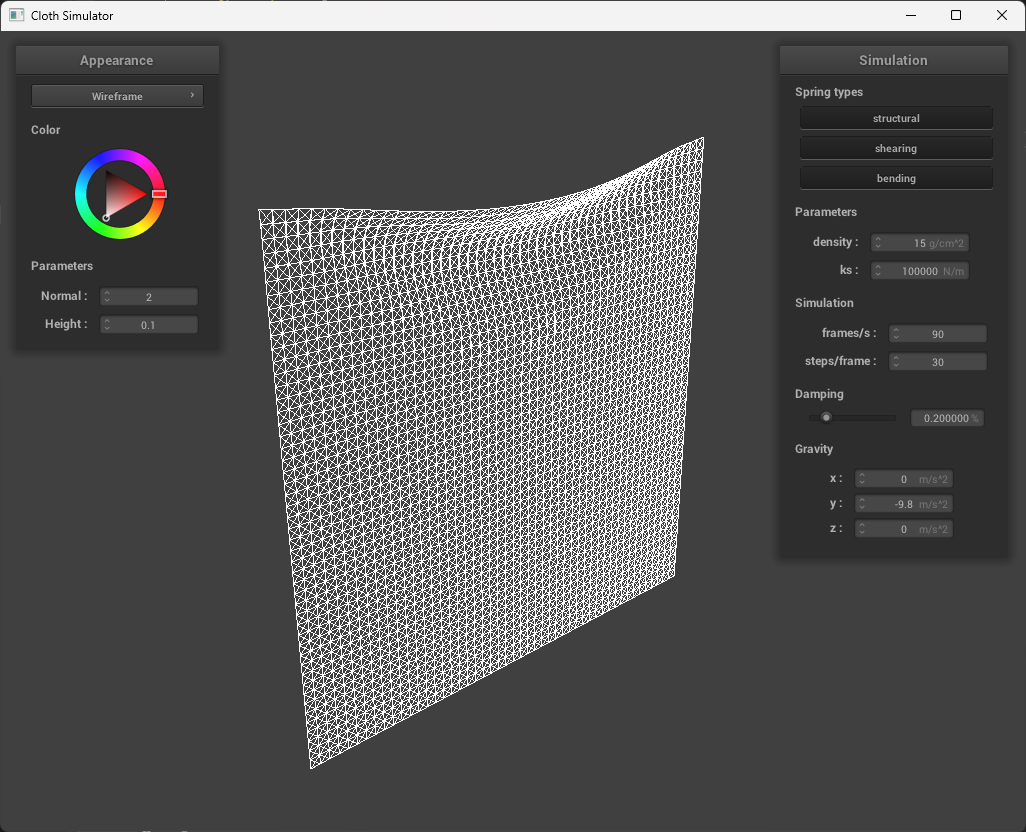 Cloth Simulator
Appearance
Wireframe
Color
Parameters
Normal : 2
Height : 0.1
Simulation
Spring types
structural
shearing
bending
Parameters
density : 15 g/cm^2
ks : 100000 N/m
Simulation
frames/s : 90
steps/frame : 30
Damping
0.200000 %
Gravity
x : 0 m/s^2
y : -9.8 m/s^2
z : 0 m/s^2